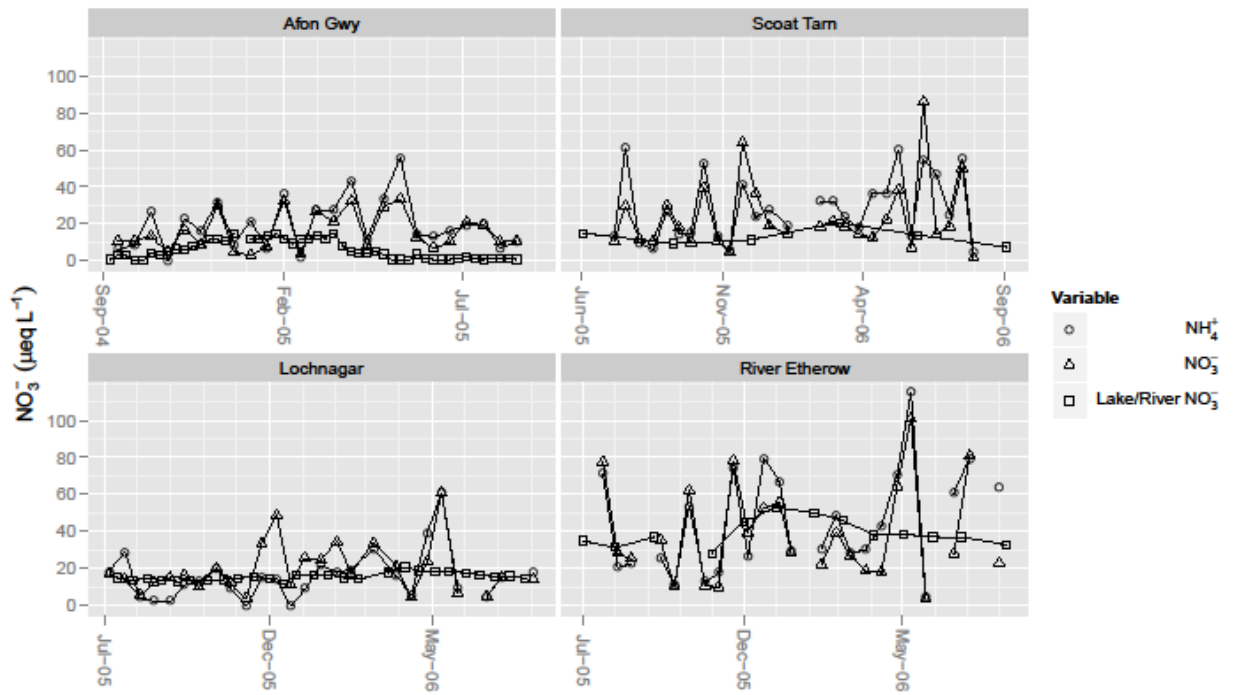 Afon Gwy
Scoat Tarn
100
80
60
40
20
0
Sep−04
Feb−05
Jul−05
Jun−05
Nov−05
Apr−06
Sep−06
NO₃⁻ (µeq L⁻¹)
Lochnagar
River Etherow
100
80
60
40
20
0
Jul−05
Dec−05
May−06
Jul−05
Dec−05
May−06
Variable
NH₄⁺
NO₃⁻
Lake/River NO₃⁻